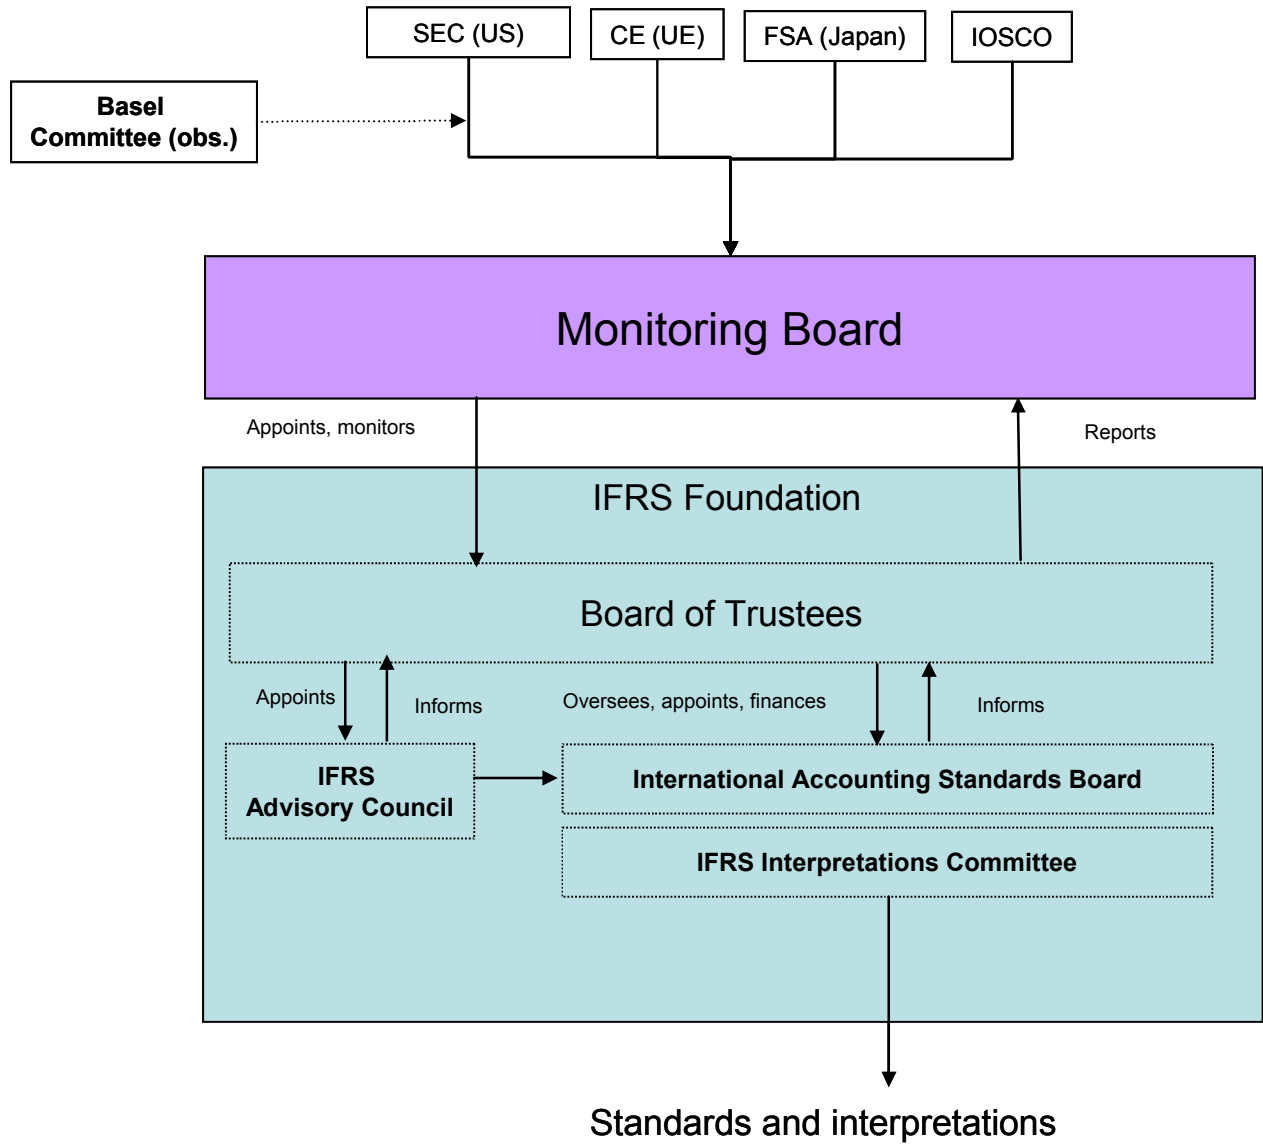 SEC (US)
CE (UE)
FSA (Japan)
IOSCO
Basel
Committee (obs.)
Monitoring Board
Appoints, monitors
Reports
IFRS Foundation
Board of Trustees
Appoints
Informs
Oversees, appoints, finances
Informs
IFRS
Advisory Council
International Accounting Standards Board
IFRS Interpretations Committee
Standards and interpretations